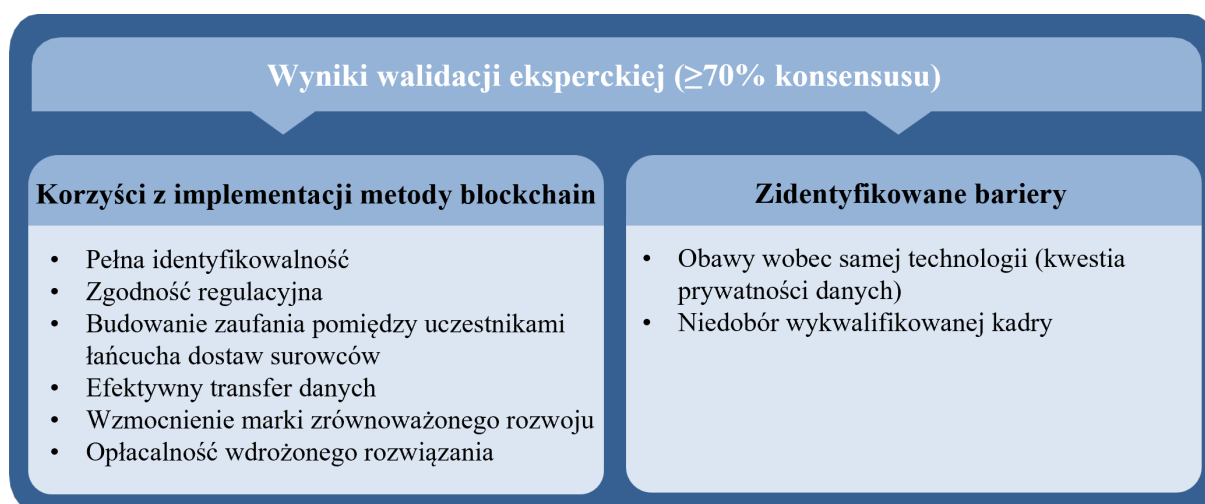 Wyniki walidacji eksperckiej (≥70% konsensusu)
Korzyści z implementacji metody blockchain
• Pełna identyfikowalność
• Zgodność regulacyjna
• Budowanie zaufania pomiędzy uczestnikami
łańcucha dostaw surowców
• Efektywny transfer danych
• Wzmocnienie marki zrównoważonego rozwoju
• Opłacalność wdrożonego rozwiązania
Zidentyfikowane bariery
• Obawy wobec samej technologii (kwestia
prywatności danych)
• Niedobór wykwalifikowanej kadry